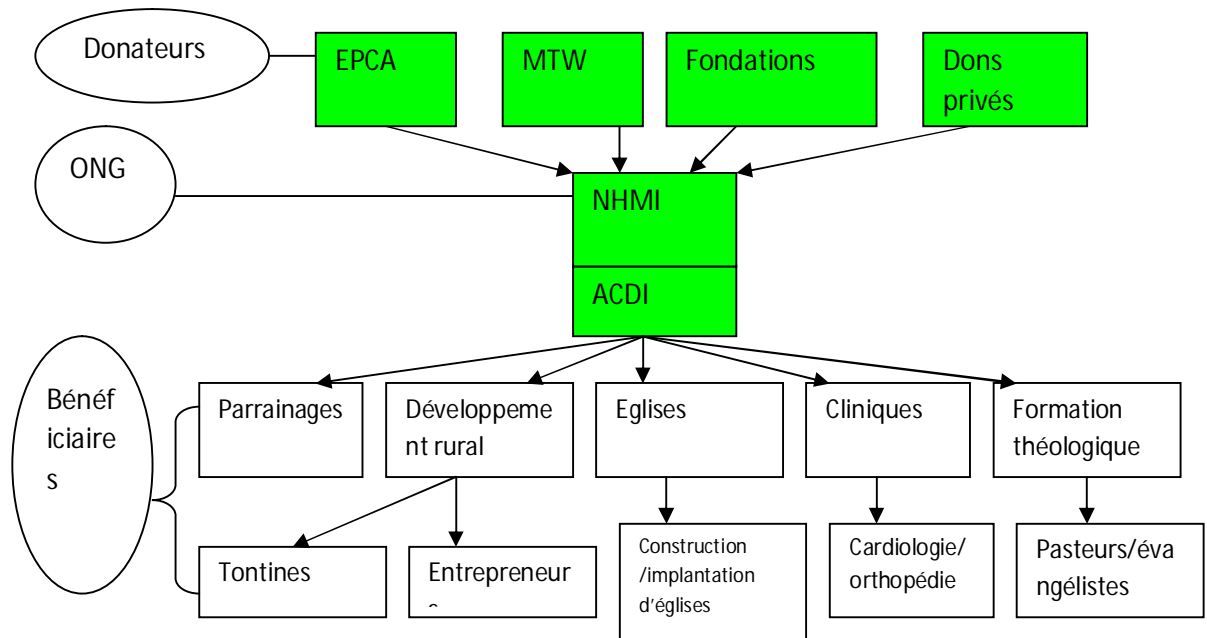 Donateurs
EPCA
MTW
Fondations
Dons
privés
ONG
NHMI
ACDI
Bénéf
iciaire
s
Parrainages
Développeme
nt rural
Eglises
Cliniques
Formation
théologique
Tontines
Entrepreneur
Construction
/implantation
d'églises
Cardiologie/
orthopédie
Pasteurs/éva
ngélistes